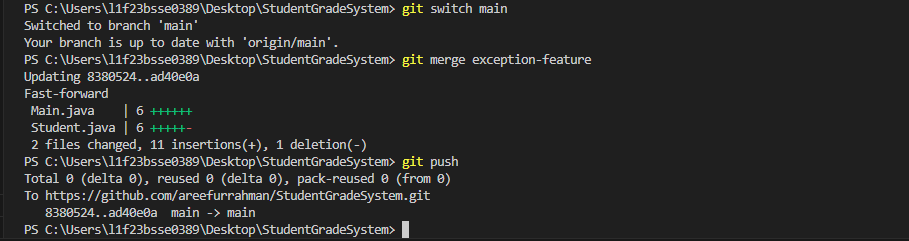 PS C:\Users\l1f23bsse0389\Desktop\StudentGradeSystem> git switch main
Switched to branch 'main'
Your branch is up to date with 'origin/main'.
PS C:\Users\l1f23bsse0389\Desktop\StudentGradeSystem> git merge exception-feature
Updating 8380524..ad40e0a
Fast-forward
 Main.java    | 6 ++++++
 Student.java | 6 +++++-
 2 files changed, 11 insertions(+), 1 deletion(-)
PS C:\Users\l1f23bsse0389\Desktop\StudentGradeSystem> git push
Total 0 (delta 0), reused 0 (delta 0), pack-reused 0 (from 0)
To https://github.com/areefurrahman/StudentGradeSystem.git
   8380524..ad40e0a  main -> main
PS C:\Users\l1f23bsse0389\Desktop\StudentGradeSystem>